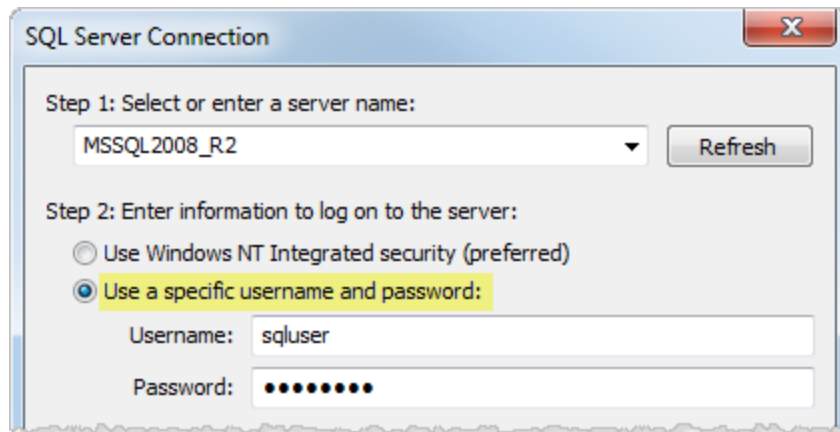 SQL Server Connection
Step 1: Select or enter a server name:
MSSQL2008_R2 Refresh
Step 2: Enter information to log on to the server:
Use Windows NT Integrated security (preferred)
Use a specific username and password:
Username: sqluser
Password: ●●●●●●●●